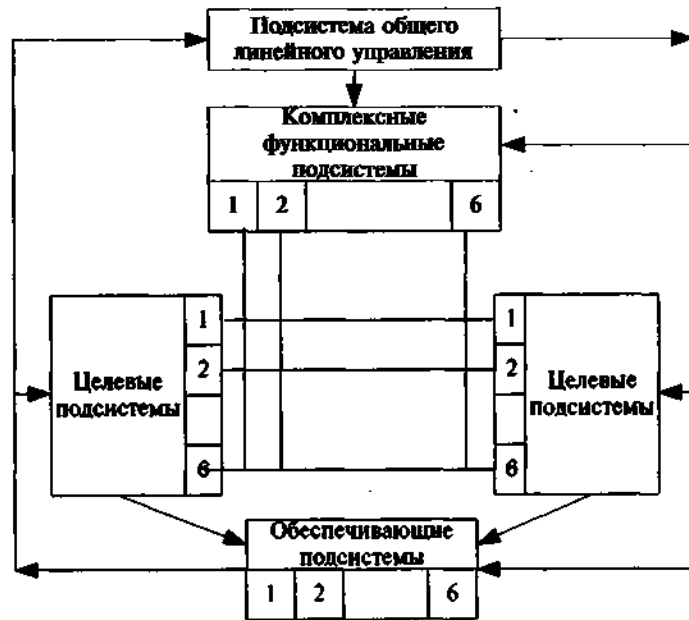 Подсистема общего
линейного управления
Комплексные
функциональные
подсистемы
1 2 6
1
2
6
Целевые
подсистемы
1
2
6
Целевые
подсистемы
Обеспечивающие
подсистемы
1 2 6